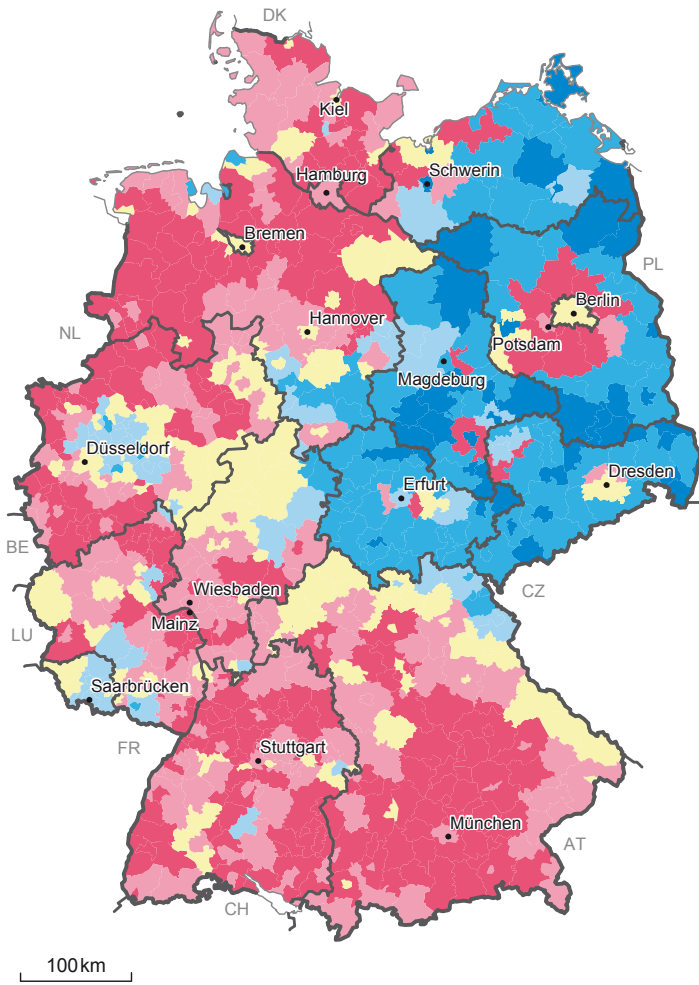 DK
Kiel
Hamburg
Schwerin
Bremen
PL
Berlin
NL
Hannover
Potsdam
Magdeburg
Düsseldorf
Erfurt
Dresden
BE
Wiesbaden
CZ
Mainz
LU
Saarbrücken
FR
Stuttgart
München
AT
CH
100 km